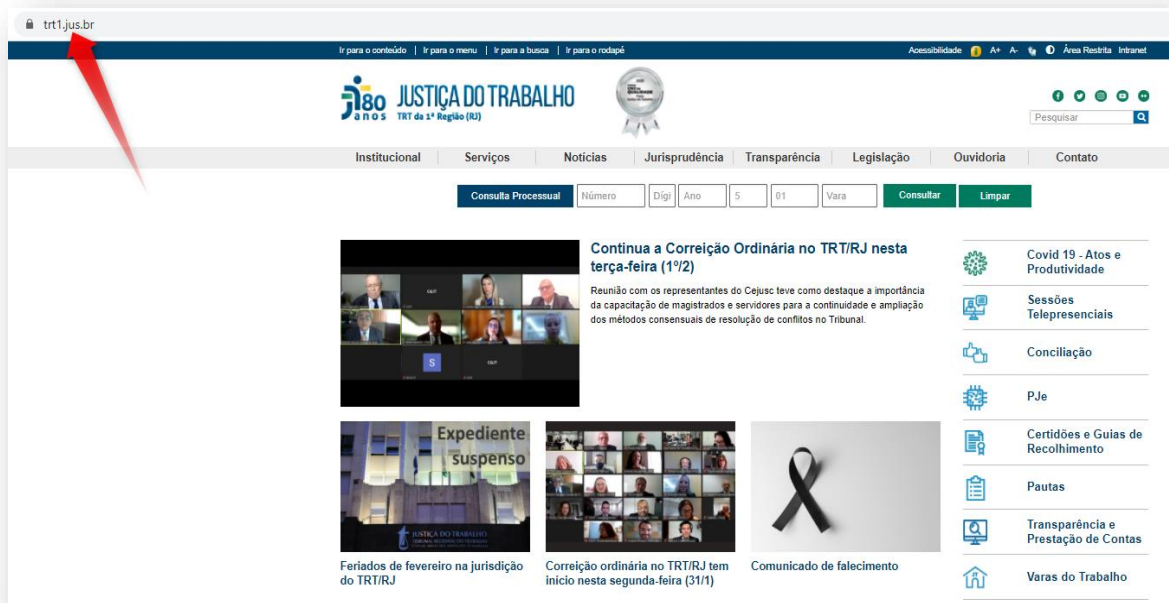 trt1.jus.br
Ir para o conteúdo | Ir para o menu | Ir para a busca | Ir para o rodapé
Acessibilidade A+ A- Área Restrita Intranet
80 anos
JUSTIÇA DO TRABALHO
TRT da 1ª Região (RJ)
Pesquisar
Institucional Serviços Notícias Jurisprudência Transparência Legislação Ouvidoria Contato
Consulta Processual Número Dígi Ano 5 01 Vara Consultar Limpar
Continua a Correição Ordinária no TRT/RJ nesta
terça-feira (1º/2)
Reunião com os representantes do Cejusc teve como destaque a importância
da capacitação de magistrados e servidores para a continuidade e ampliação
dos métodos consensuais de resolução de conflitos no Tribunal.
S
Expediente
suspenso
JUSTIÇA DO TRABALHO
Feriados de fevereiro na jurisdição
do TRT/RJ
Correição ordinária no TRT/RJ tem
início nesta segunda-feira (31/1)
Comunicado de falecimento
Covid 19 - Atos e
Produtividade
Sessões
Telepresenciais
Conciliação
PJe
Certidões e Guias de
Recolhimento
Pautas
Transparência e
Prestação de Contas
Varas do Trabalho